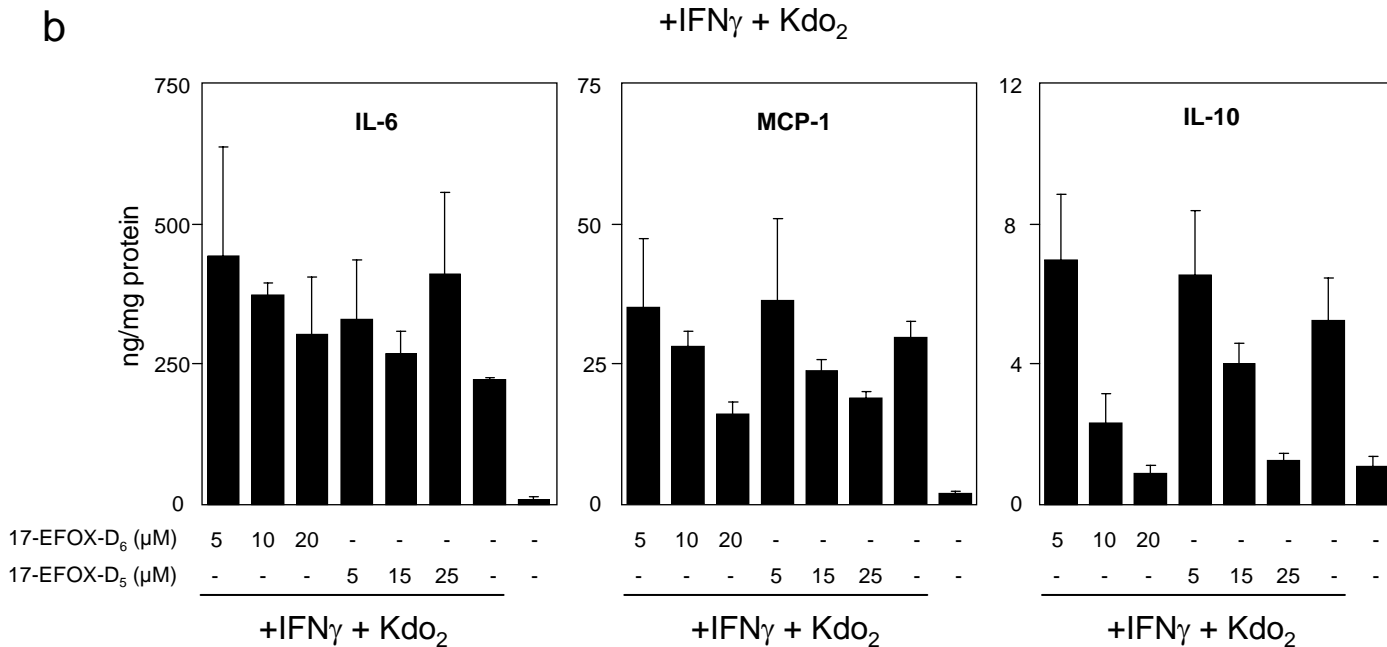 b
+IFNγ + Kdo₂
750 75 12
IL-6 MCP-1 IL-10
500 50 8
ng/mg protein
250 25 4
0 0 0
17-EFOX-D₆ (µM) 5 10 20 - - - - - 5 10 20 - - - - - 5 10 20 - - - - -
17-EFOX-D₅ (µM) - - - 5 15 25 - - - - - 5 15 25 - - - - - 5 15 25 - -
+IFNγ + Kdo₂ +IFNγ + Kdo₂ +IFNγ + Kdo₂